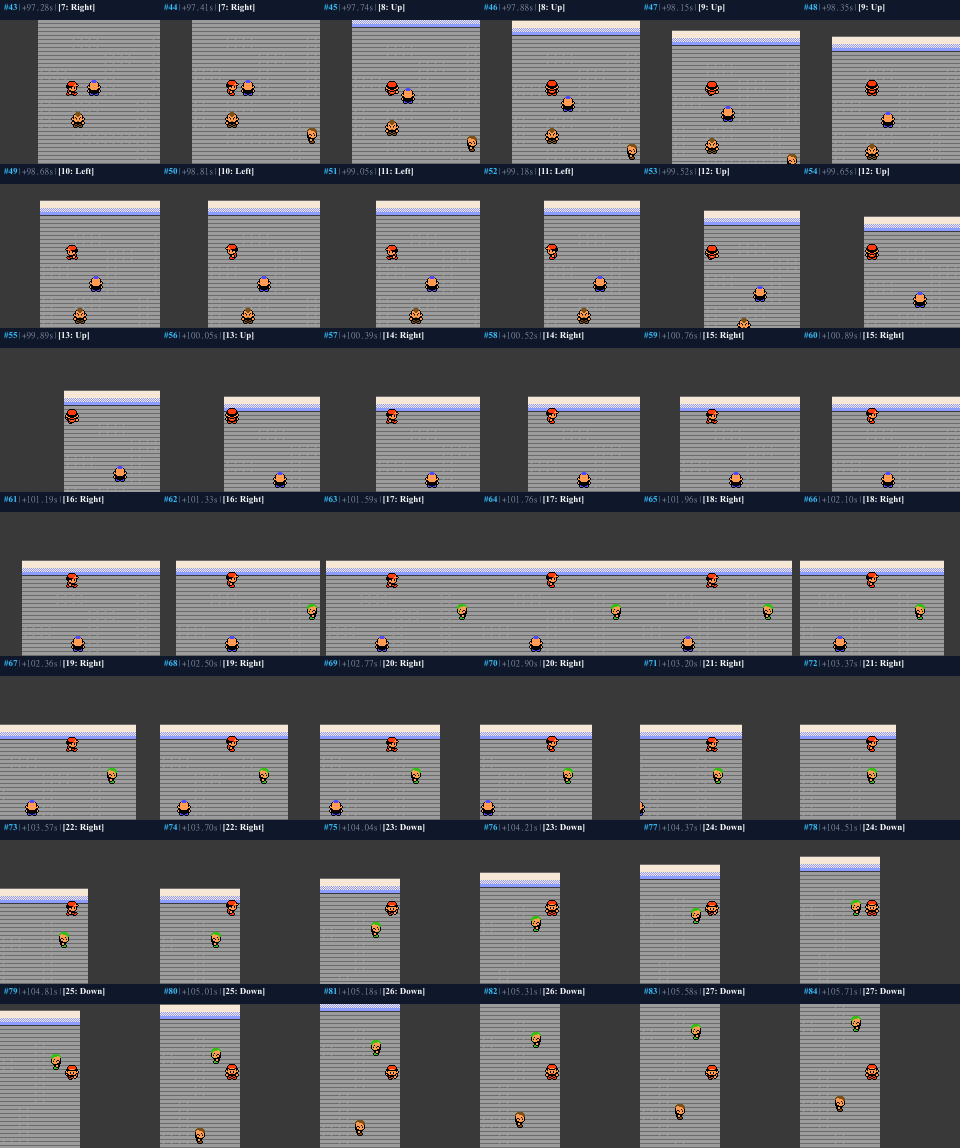 #43|+97.28s|[7: Right] #44|+97.41s|[7: Right] #45|+97.74s|[8: Up] #46|+97.88s|[8: Up] #47|+98.15s|[9: Up] #48|+98.35s|[9: Up]
#49|+98.68s|[10: Left] #50|+98.81s|[10: Left] #51|+99.05s|[11: Left] #52|+99.18s|[11: Left] #53|+99.52s|[12: Up] #54|+99.65s|[12: Up]
#55|+99.89s|[13: Up] #56|+100.05s|[13: Up] #57|+100.39s|[14: Right] #58|+100.52s|[14: Right] #59|+100.76s|[15: Right] #60|+100.89s|[15: Right]
#61|+101.19s|[16: Right] #62|+101.33s|[16: Right] #63|+101.59s|[17: Right] #64|+101.76s|[17: Right] #65|+101.96s|[18: Right] #66|+102.10s|[18: Right]
#67|+102.36s|[19: Right] #68|+102.50s|[19: Right] #69|+102.77s|[20: Right] #70|+102.90s|[20: Right] #71|+103.20s|[21: Right] #72|+103.37s|[21: Right]
#73|+103.57s|[22: Right] #74|+103.70s|[22: Right] #75|+104.04s|[23: Down] #76|+104.21s|[23: Down] #77|+104.37s|[24: Down] #78|+104.51s|[24: Down]
#79|+104.81s|[25: Down] #80|+105.01s|[25: Down] #81|+105.18s|[26: Down] #82|+105.31s|[26: Down] #83|+105.58s|[27: Down] #84|+105.71s|[27: Down]